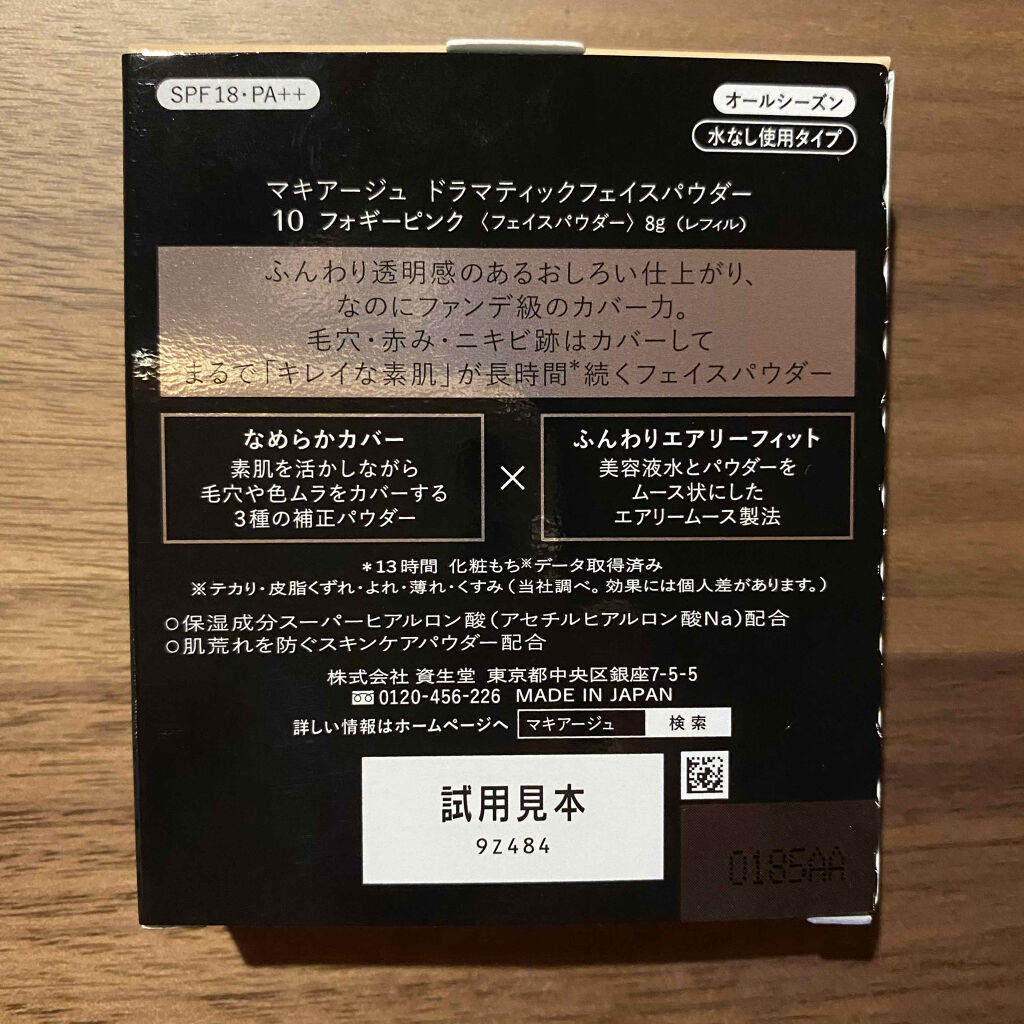 SPF18・PA++
オールシーズン
水なし使用タイプ
マキアージュ ドラマティックフェイスパウダー
10 フォギーピンク 〈フェイスパウダー〉 8g (レフィル)
ふんわり透明感のあるおしろい仕上がり、
なのにファンデ級のカバー力。
毛穴・赤み・ニキビ跡はカバーして
まるで「キレイな素肌」が長時間*続くフェイスパウダー
なめらかカバー
素肌を活かしながら
毛穴や色ムラをカバーする
3種の補正パウダー
×
ふんわりエアリーフィット
美容液水とパウダーを
ムース状にした
エアリームース製法
*13時間 化粧もち※データ取得済み
※テカリ・皮脂くずれ・よれ・薄れ・くすみ(当社調べ。効果には個人差があります。)
○保湿成分スーパーヒアルロン酸(アセチルヒアルロン酸Na)配合
○肌荒れを防ぐスキンケアパウダー配合
株式会社 資生堂 東京都中央区銀座7-5-5
0120-456-226 MADE IN JAPAN
詳しい情報はホームページへ マキアージュ 検索
試用見本
9Z484
0185AA